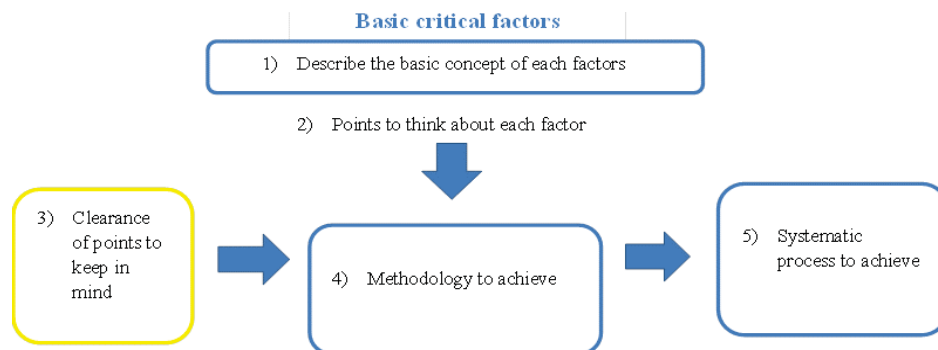 Basic critical factors
1) Describe the basic concept of each factors
2) Points to think about each factor
3) Clearance
of points to
keep in
mind
4) Methodology to achieve
5) Systematic
process to achieve